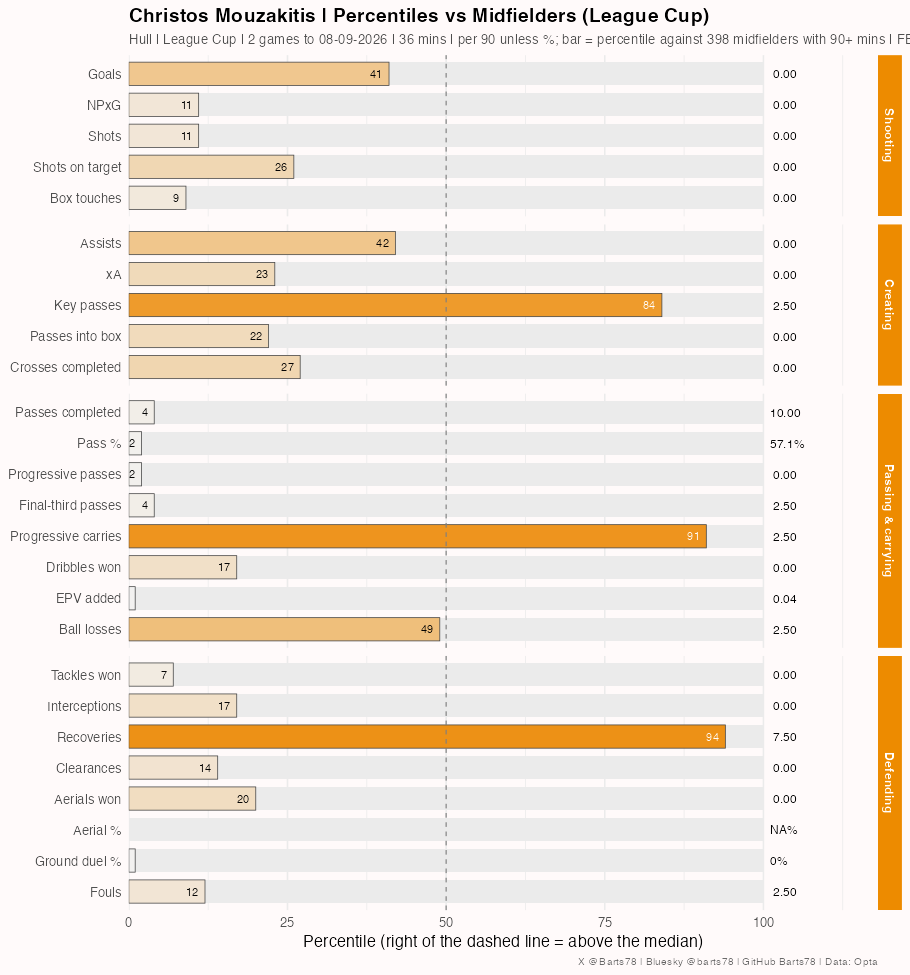 Christos Mouzakitis | Percentiles vs Midfielders (League Cup)
Hull | League Cup | 2 games to 08-09-2026 | 36 mins | per 90 unless %; bar = percentile against 398 midfielders with 90+ mins | FE
Goals 41 0.00
NPxG 11 0.00
Shots 11 0.00
Shots on target 26 0.00
Box touches 9 0.00
Shooting
Assists 42 0.00
xA 23 0.00
Key passes 84 2.50
Passes into box 22 0.00
Crosses completed 27 0.00
Creating
Passes completed 4 10.00
Pass % 2 57.1%
Progressive passes 2 0.00
Final-third passes 4 2.50
Progressive carries 91 2.50
Dribbles won 17 0.00
EPV added 0.04
Ball losses 49 2.50
Passing & carrying
Tackles won 7 0.00
Interceptions 17 0.00
Recoveries 94 7.50
Clearances 14 0.00
Aerials won 20 0.00
Aerial % NA%
Ground duel % 0%
Fouls 12 2.50
Defending
0 25 50 75 100
Percentile (right of the dashed line = above the median)
X @Barts78 | Bluesky @barts78 | GitHub Barts78 | Data: Opta